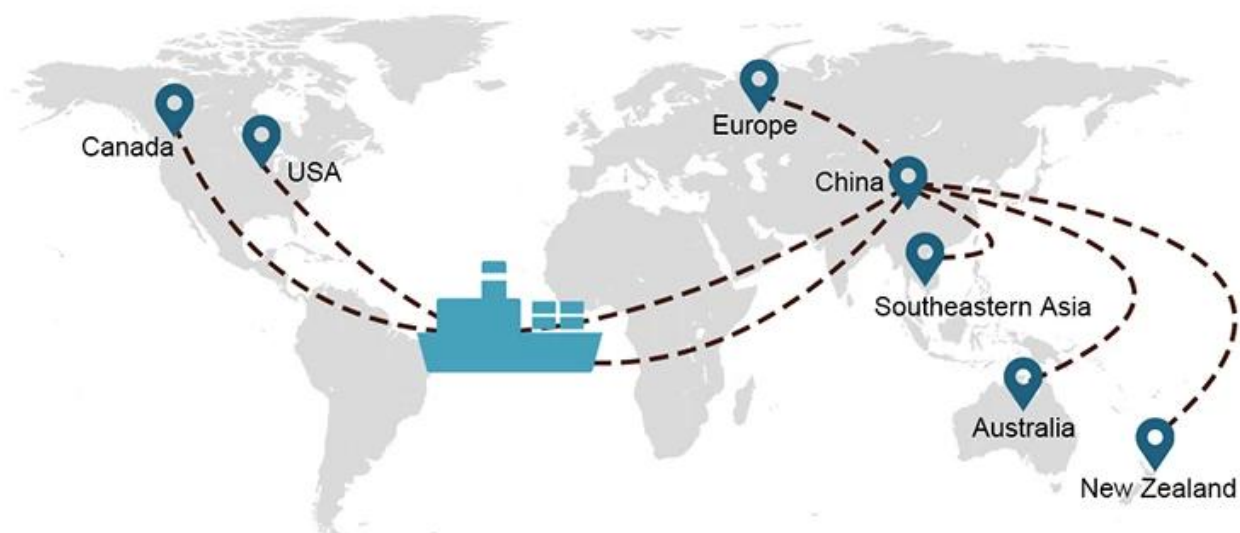 Canada
USA
Europe
China
Southeastern Asia
Australia
New Zealand